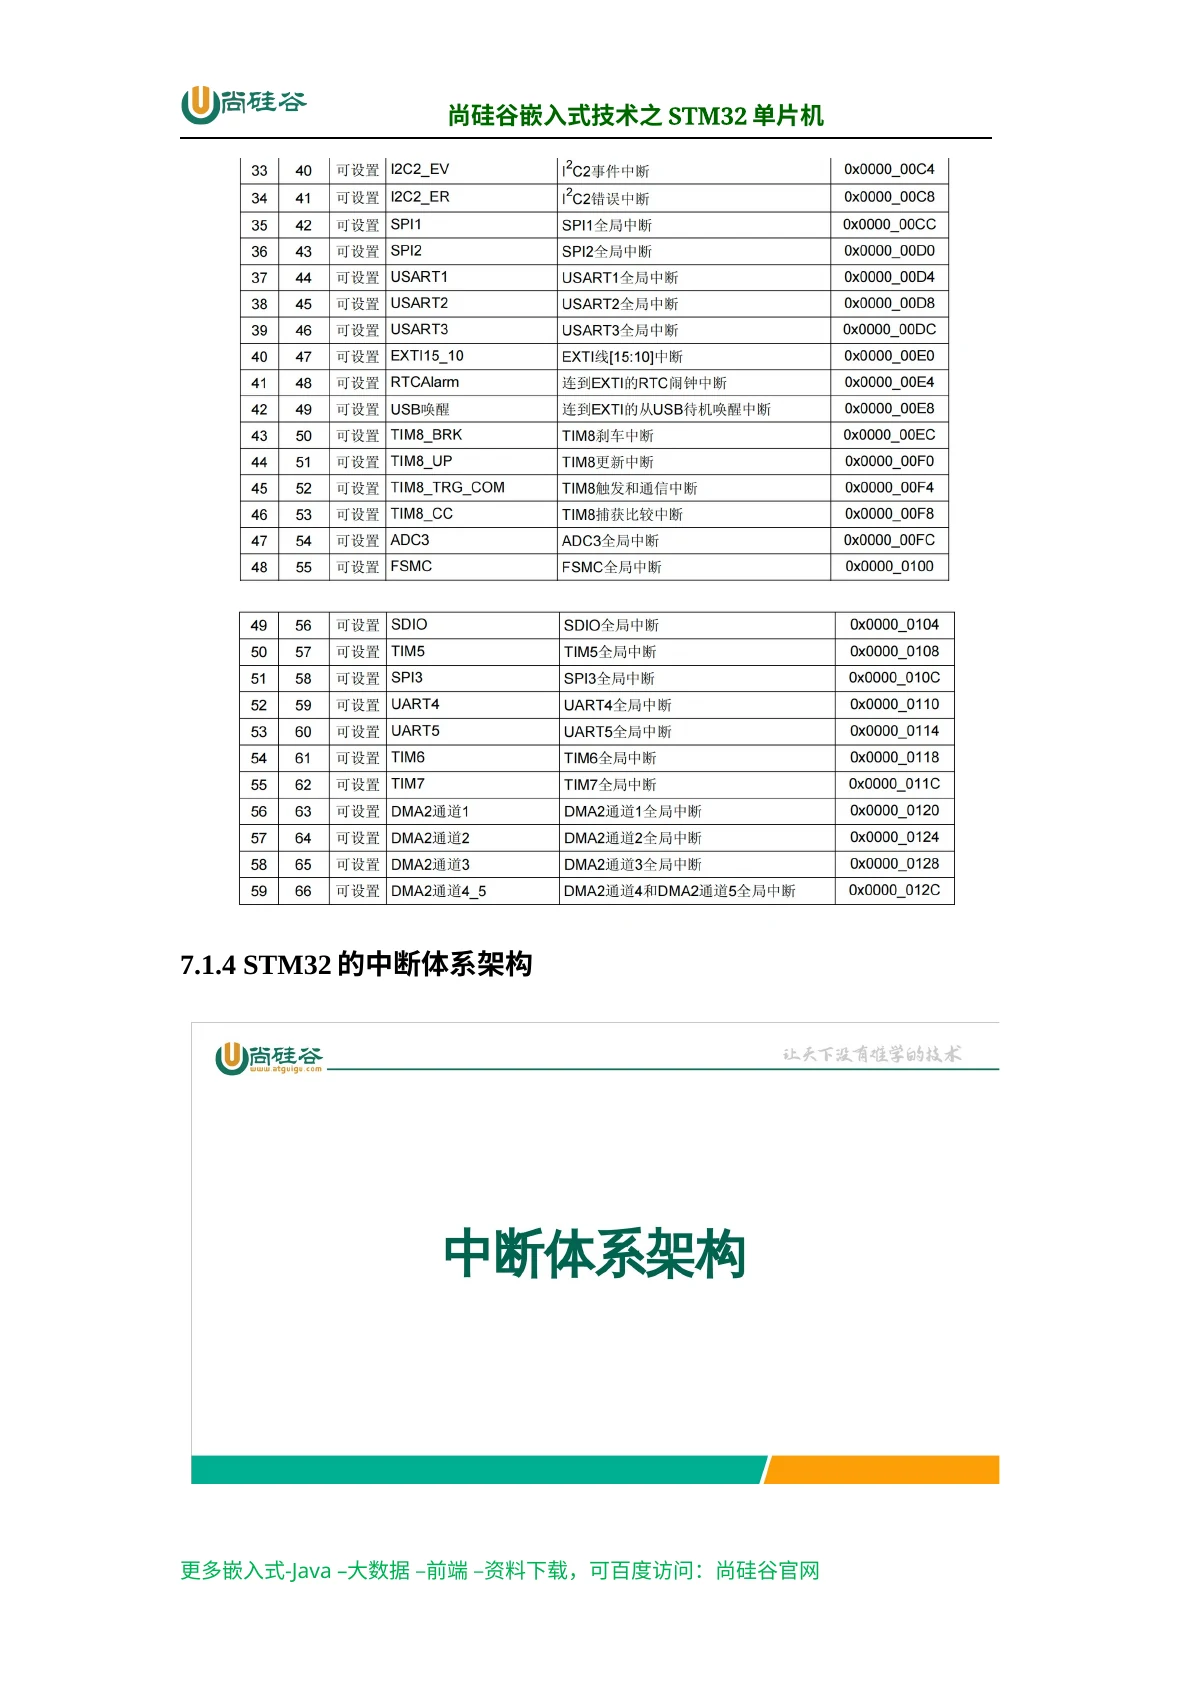 尚硅谷
尚硅谷嵌入式技术之 STM32 单片机
33 40 可设置 I2C2_EV I²C2事件中断 0x0000_00C4
34 41 可设置 I2C2_ER I²C2错误中断 0x0000_00C8
35 42 可设置 SPI1 SPI1全局中断 0x0000_00CC
36 43 可设置 SPI2 SPI2全局中断 0x0000_00D0
37 44 可设置 USART1 USART1全局中断 0x0000_00D4
38 45 可设置 USART2 USART2全局中断 0x0000_00D8
39 46 可设置 USART3 USART3全局中断 0x0000_00DC
40 47 可设置 EXTI15_10 EXTI线[15:10]中断 0x0000_00E0
41 48 可设置 RTCAlarm 连到EXTI的RTC闹钟中断 0x0000_00E4
42 49 可设置 USB唤醒 连到EXTI的从USB待机唤醒中断 0x0000_00E8
43 50 可设置 TIM8_BRK TIM8刹车中断 0x0000_00EC
44 51 可设置 TIM8_UP TIM8更新中断 0x0000_00F0
45 52 可设置 TIM8_TRG_COM TIM8触发和通信中断 0x0000_00F4
46 53 可设置 TIM8_CC TIM8捕获比较中断 0x0000_00F8
47 54 可设置 ADC3 ADC3全局中断 0x0000_00FC
48 55 可设置 FSMC FSMC全局中断 0x0000_0100
49 56 可设置 SDIO SDIO全局中断 0x0000_0104
50 57 可设置 TIM5 TIM5全局中断 0x0000_0108
51 58 可设置 SPI3 SPI3全局中断 0x0000_010C
52 59 可设置 UART4 UART4全局中断 0x0000_0110
53 60 可设置 UART5 UART5全局中断 0x0000_0114
54 61 可设置 TIM6 TIM6全局中断 0x0000_0118
55 62 可设置 TIM7 TIM7全局中断 0x0000_011C
56 63 可设置 DMA2通道1 DMA2通道1全局中断 0x0000_0120
57 64 可设置 DMA2通道2 DMA2通道2全局中断 0x0000_0124
58 65 可设置 DMA2通道3 DMA2通道3全局中断 0x0000_0128
59 66 可设置 DMA2通道4_5 DMA2通道4和DMA2通道5全局中断 0x0000_012C
7.1.4 STM32 的中断体系架构
尚硅谷
www.atguigu.com
让天下没有难学的技术
中断体系架构
更多嵌入式-Java –大数据 –前端 –资料下载，可百度访问：尚硅谷官网